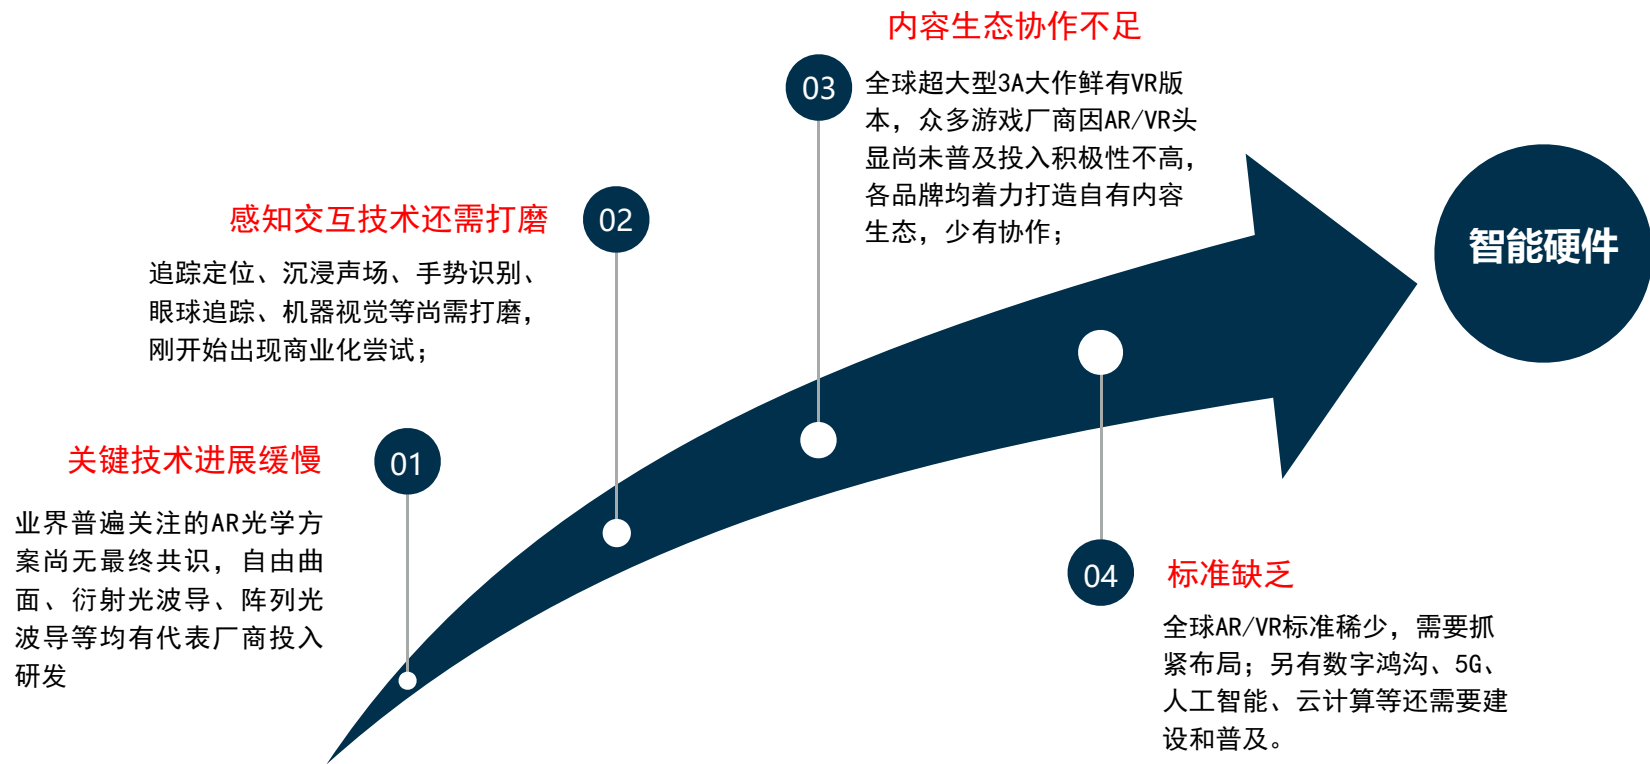 关键技术进展缓慢
01
业界普遍关注的AR光学方
案尚无最终共识，自由曲
面、衍射光波导、阵列光
波导等均有代表厂商投入
研发
感知交互技术还需打磨
02
追踪定位、沉浸声场、手势识别、
眼球追踪、机器视觉等尚需打磨，
刚开始出现商业化尝试；
内容生态协作不足
03
全球超大型3A大作鲜有VR版
本，众多游戏厂商因AR/VR头
显尚未普及投入积极性不高，
各品牌均着力打造自有内容
生态，少有协作；
04
标准缺乏
全球AR/VR标准稀少，需要抓
紧布局；另有数字鸿沟、5G、
人工智能、云计算等还需要建
设和普及。
智能硬件